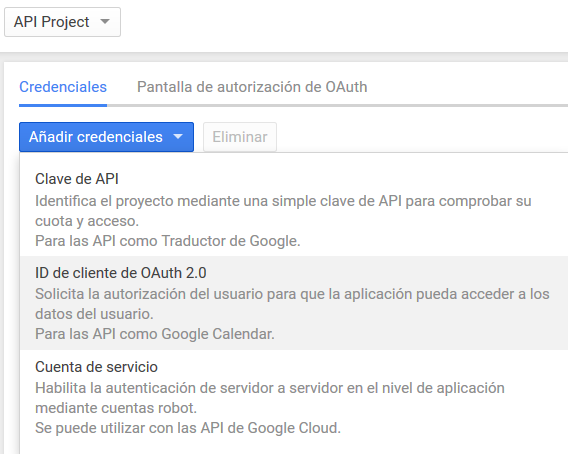 API Project
Credenciales Pantalla de autorización de OAuth
Añadir credenciales Eliminar
Clave de API
Identifica el proyecto mediante una simple clave de API para comprobar su
cuota y acceso.
Para las API como Traductor de Google.
ID de cliente de OAuth 2.0
Solicita la autorización del usuario para que la aplicación pueda acceder a los
datos del usuario.
Para las API como Google Calendar.
Cuenta de servicio
Habilita la autenticación de servidor a servidor en el nivel de aplicación
mediante cuentas robot.
Se puede utilizar con las API de Google Cloud.